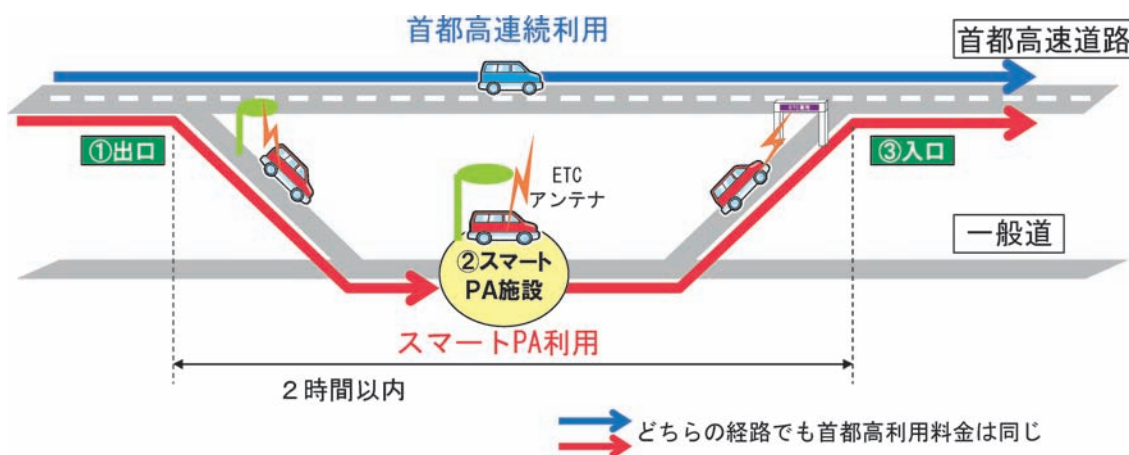 首都高連続利用
首都高速道路
①出口
③入口
ETC
アンテナ
一般道
②スマート
PA施設
スマートPA利用
２時間以内
どちらの経路でも首都高利用料金は同じ